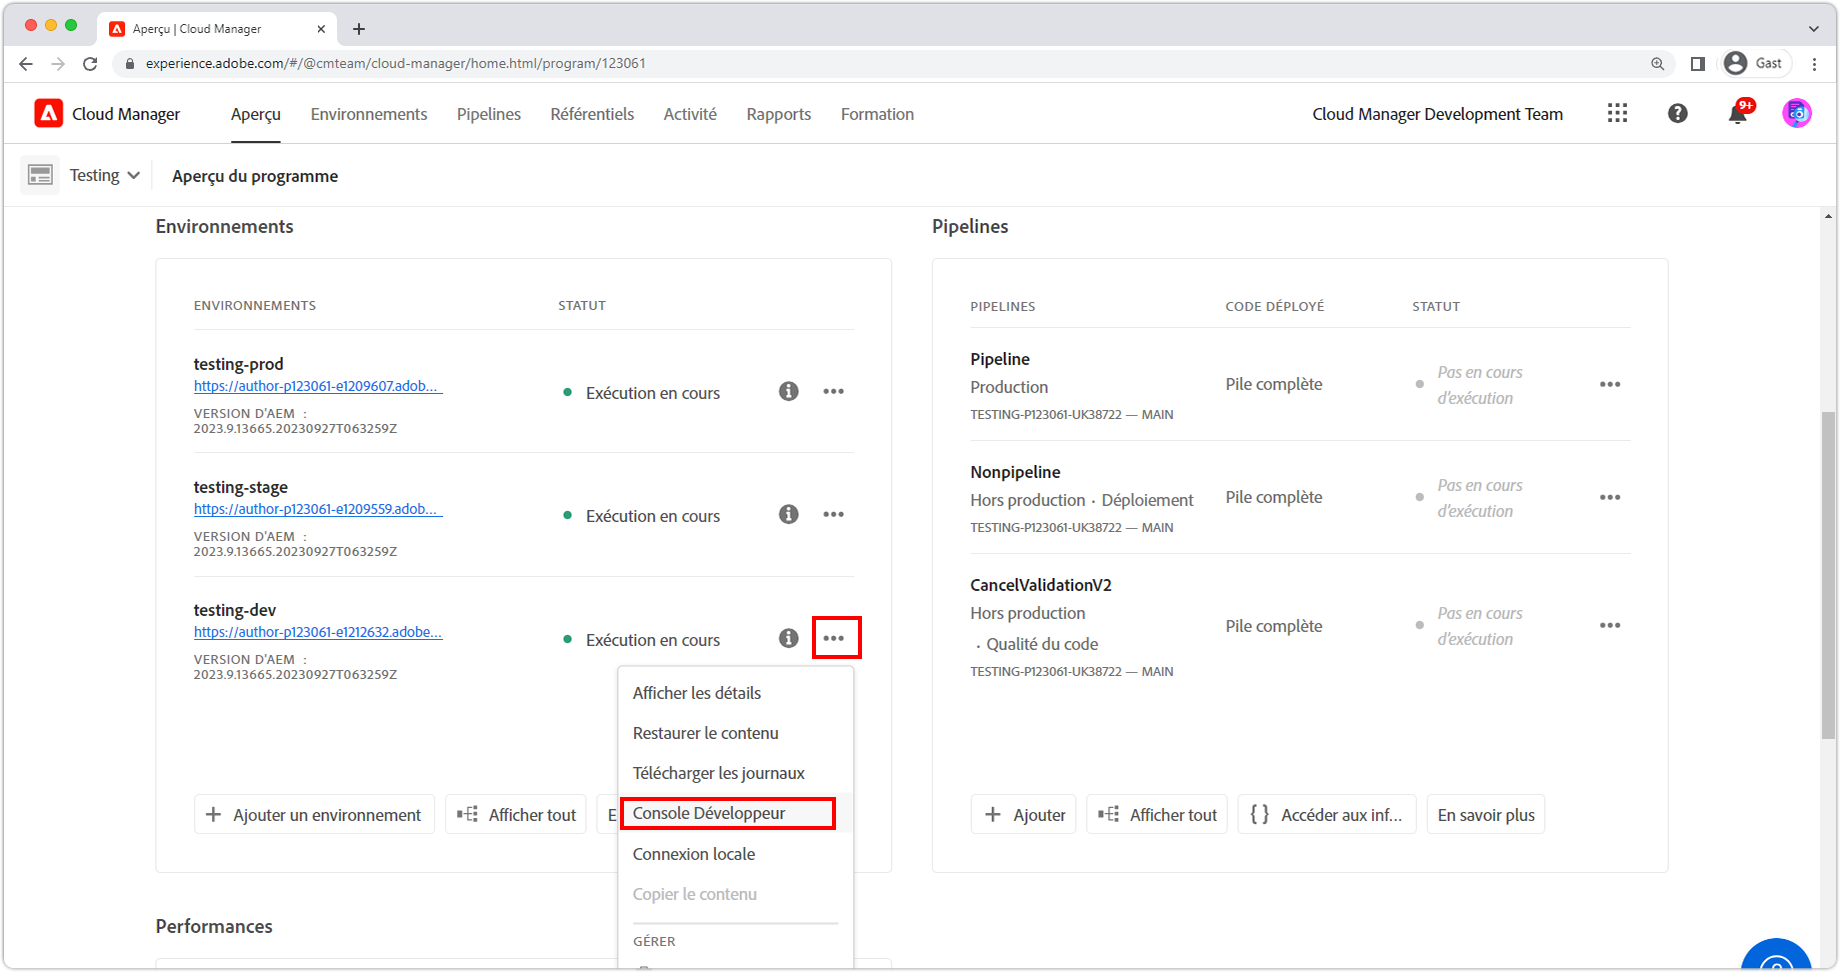 Aperçu | Cloud Manager
experience.adobe.com/#/@cmteam/cloud-manager/home.html/program/123061
Gast
Cloud Manager
Aperçu
Environnements
Pipelines
Référentiels
Activité
Rapports
Formation
Cloud Manager Development Team
9+
Testing
Aperçu du programme
Environnements
ENVIRONNEMENTS
STATUT
testing-prod
https://author-p123061-e1209607.adob...
VERSION D'AEM :
2023.9.13665.20230927T063259Z
Exécution en cours
testing-stage
https://author-p123061-e1209559.adob...
VERSION D'AEM :
2023.9.13665.20230927T063259Z
Exécution en cours
testing-dev
https://author-p123061-e1212632.adobe...
VERSION D'AEM :
2023.9.13665.20230927T063259Z
Exécution en cours
Afficher les détails
Restaurer le contenu
Télécharger les journaux
Console Développeur
Connexion locale
Copier le contenu
GÉRER
Ajouter un environnement
Afficher tout
E
Pipelines
PIPELINES
CODE DÉPLOYÉ
STATUT
Pipeline
Production
TESTING-P123061-UK38722 — MAIN
Pile complète
Pas en cours
d'exécution
Nonpipeline
Hors production · Déploiement
TESTING-P123061-UK38722 — MAIN
Pile complète
Pas en cours
d'exécution
CancelValidationV2
Hors production
· Qualité du code
TESTING-P123061-UK38722 — MAIN
Pile complète
Pas en cours
d'exécution
Ajouter
Afficher tout
Accéder aux inf...
En savoir plus
Performances